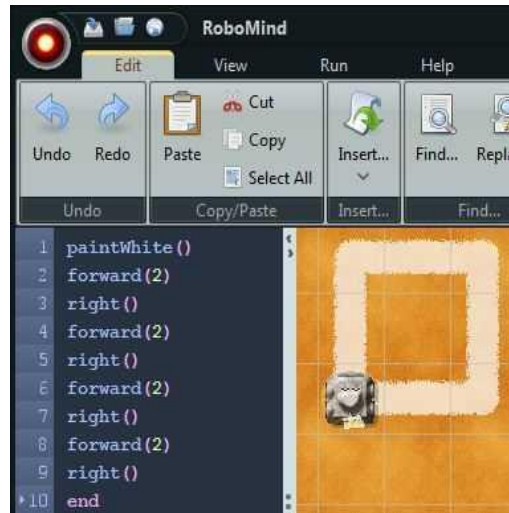 RoboMind
Edit View Run Help
Undo Redo Paste Cut Copy Select All Insert... Find...
Undo Copy/Paste Insert... Find...
1 paintWhite()
2 forward(2)
3 right()
4 forward(2)
5 right()
6 forward(2)
7 right()
8 forward(2)
9 right()
10 end